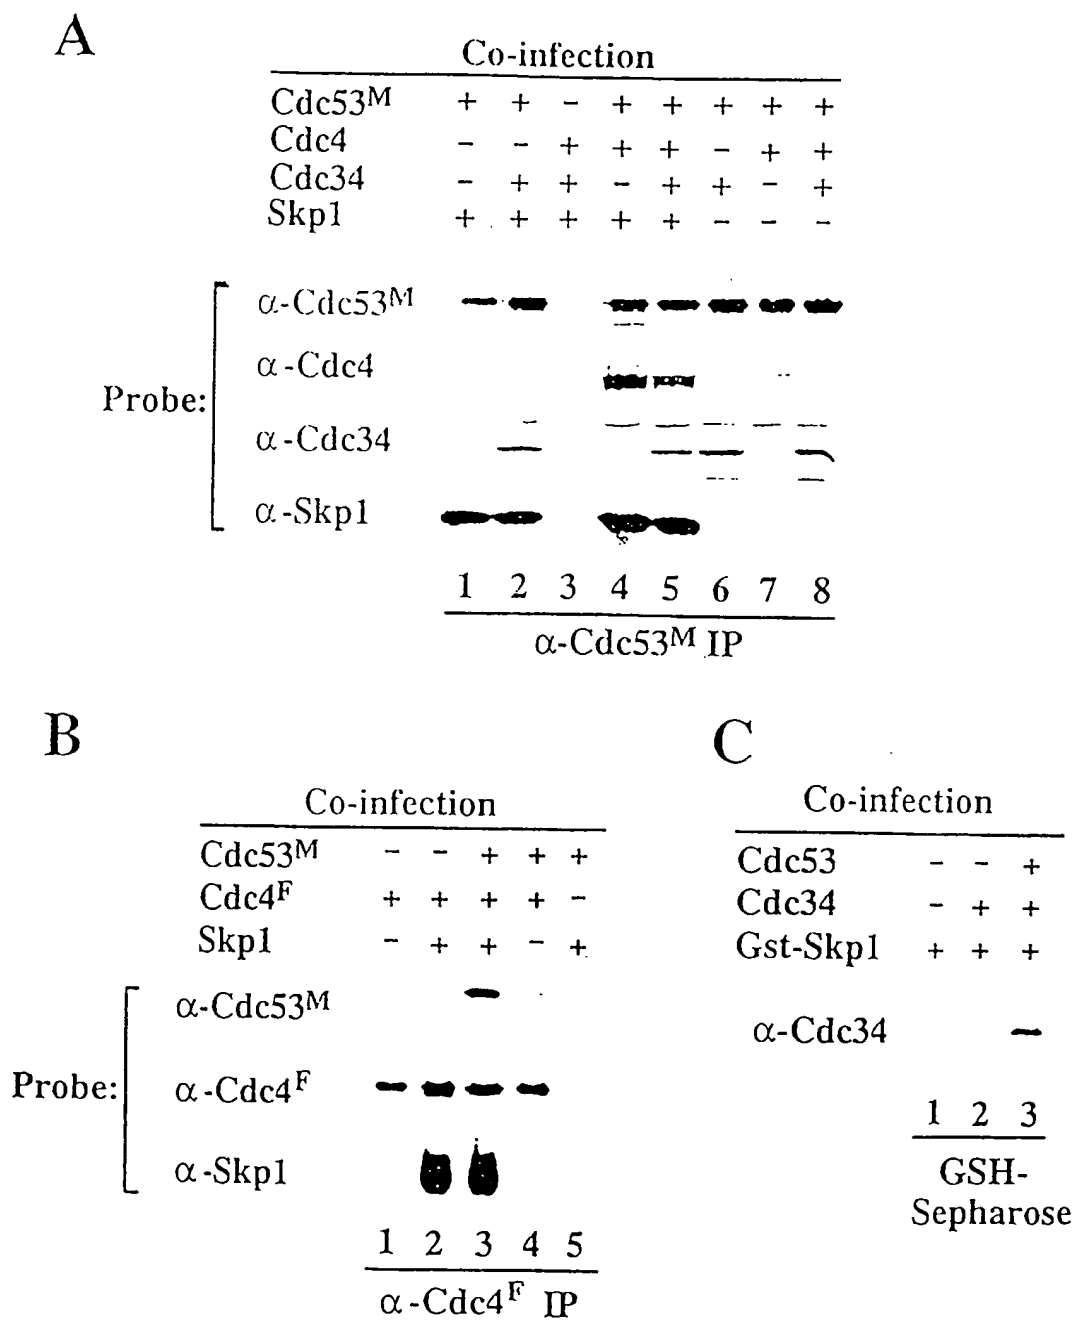 A
Co-infection
Cdc53M + + – + + + + +
Cdc4 – – + + + – + +
Cdc34 – + + – + + – +
Skp1 + + + + + – – –
α-Cdc53M
α-Cdc4
Probe:
α-Cdc34
α-Skp1
1 2 3 4 5 6 7 8
α-Cdc53M IP
B
Co-infection
Cdc53M – – + + +
Cdc4F + + + + –
Skp1 – + + – +
α-Cdc53M
Probe: α-Cdc4F
α-Skp1
1 2 3 4 5
α-Cdc4F IP
C
Co-infection
Cdc53 – – +
Cdc34 – + +
Gst-Skp1 + + +
α-Cdc34
1 2 3
GSH-
Sepharose